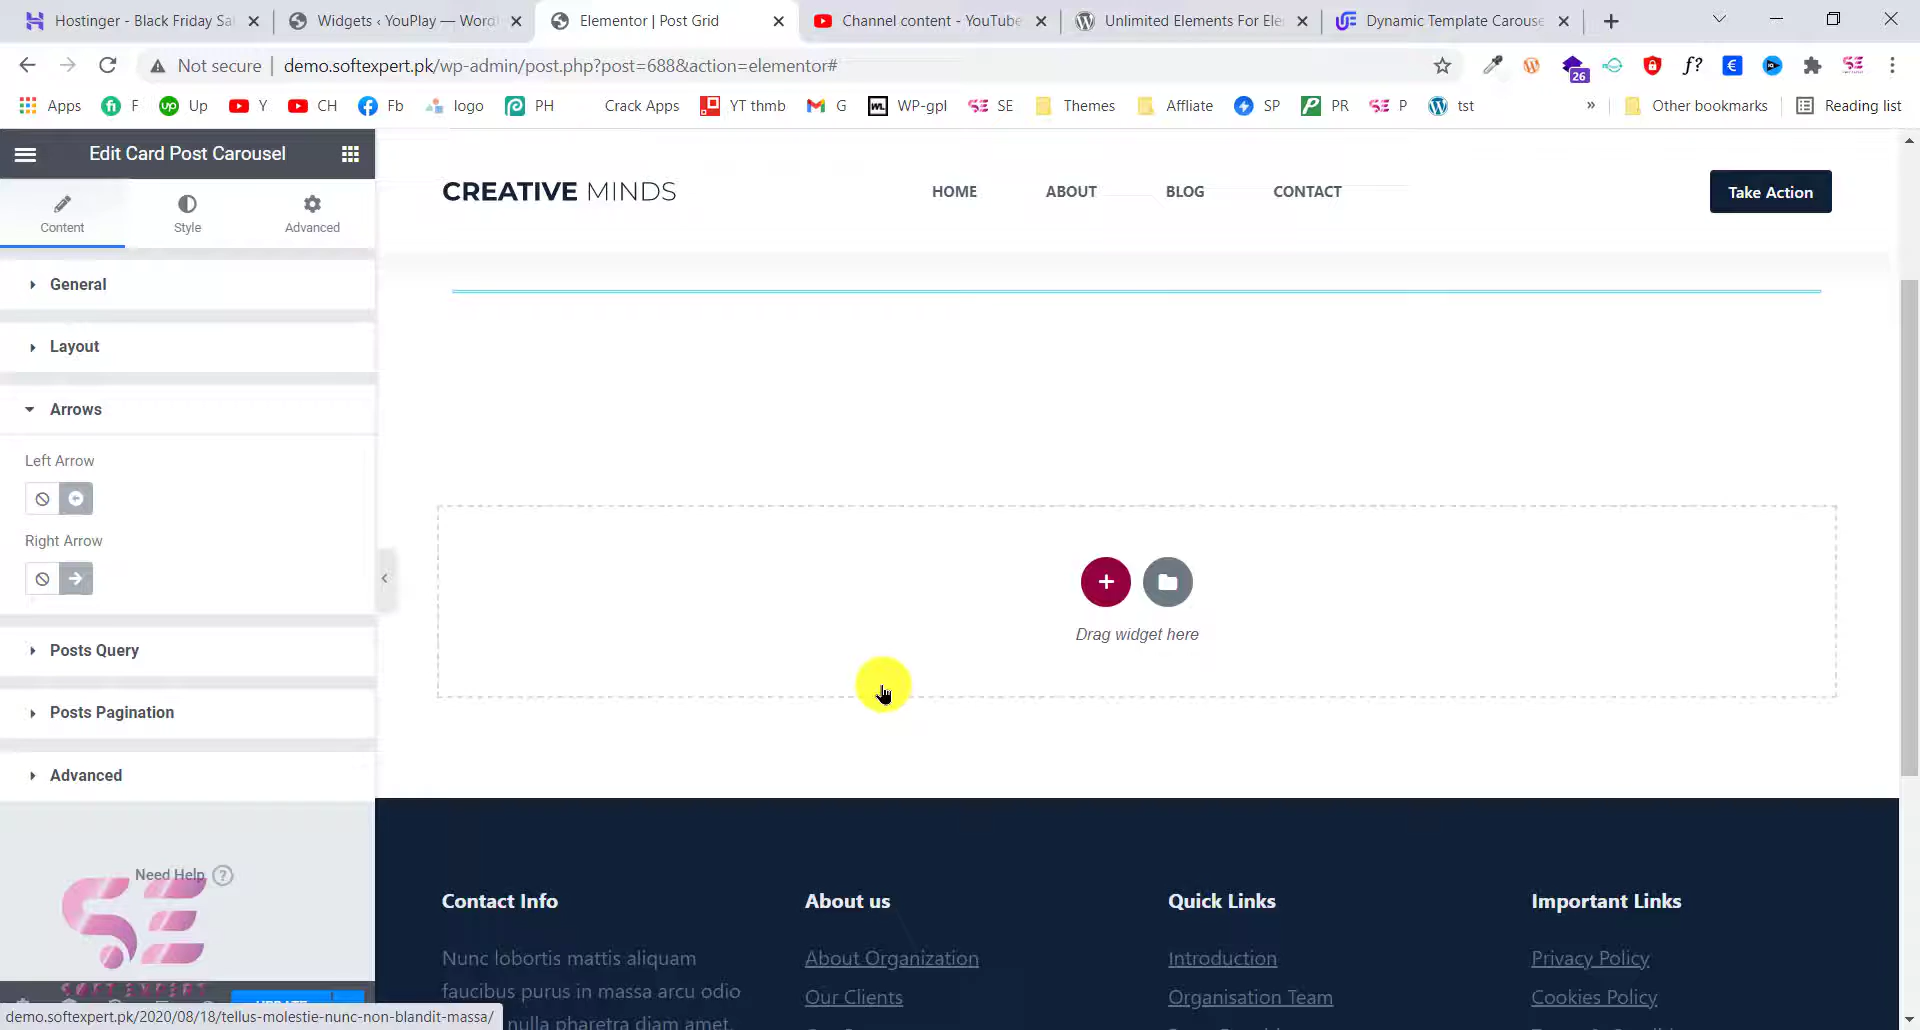 Hostinger - Black Friday Sa
Widgets ‹ YouPlay — Word
Elementor | Post Grid
Channel content - YouTube
Unlimited Elements For Ele
Dynamic Template Carouse
Not secure
demo.softexpert.pk/wp-admin/post.php?post=688&action=elementor#
26
f?
Apps
F
Up
Y
CH
Fb
logo
PH
Crack Apps
YT thmb
G
WP-gpl
SE
Themes
Affliate
SP
PR
P
tst
»
Other bookmarks
Reading list
Edit Card Post Carousel
Content
Style
Advanced
General
Layout
Arrows
Left Arrow
Right Arrow
Posts Query
Posts Pagination
Advanced
Need Help
?
SE
SOFT EXPERT
UPDATE
CREATIVE MINDS
HOME
ABOUT
BLOG
CONTACT
Take Action
Drag widget here
Contact Info
About us
Quick Links
Important Links
Nunc lobortis mattis aliquam
faucibus purus in massa arcu odio
nulla pharetra diam amet.
About Organization
Our Clients
Introduction
Organisation Team
Privacy Policy
Cookies Policy
demo.softexpert.pk/2020/08/18/tellus-molestie-nunc-non-blandit-massa/